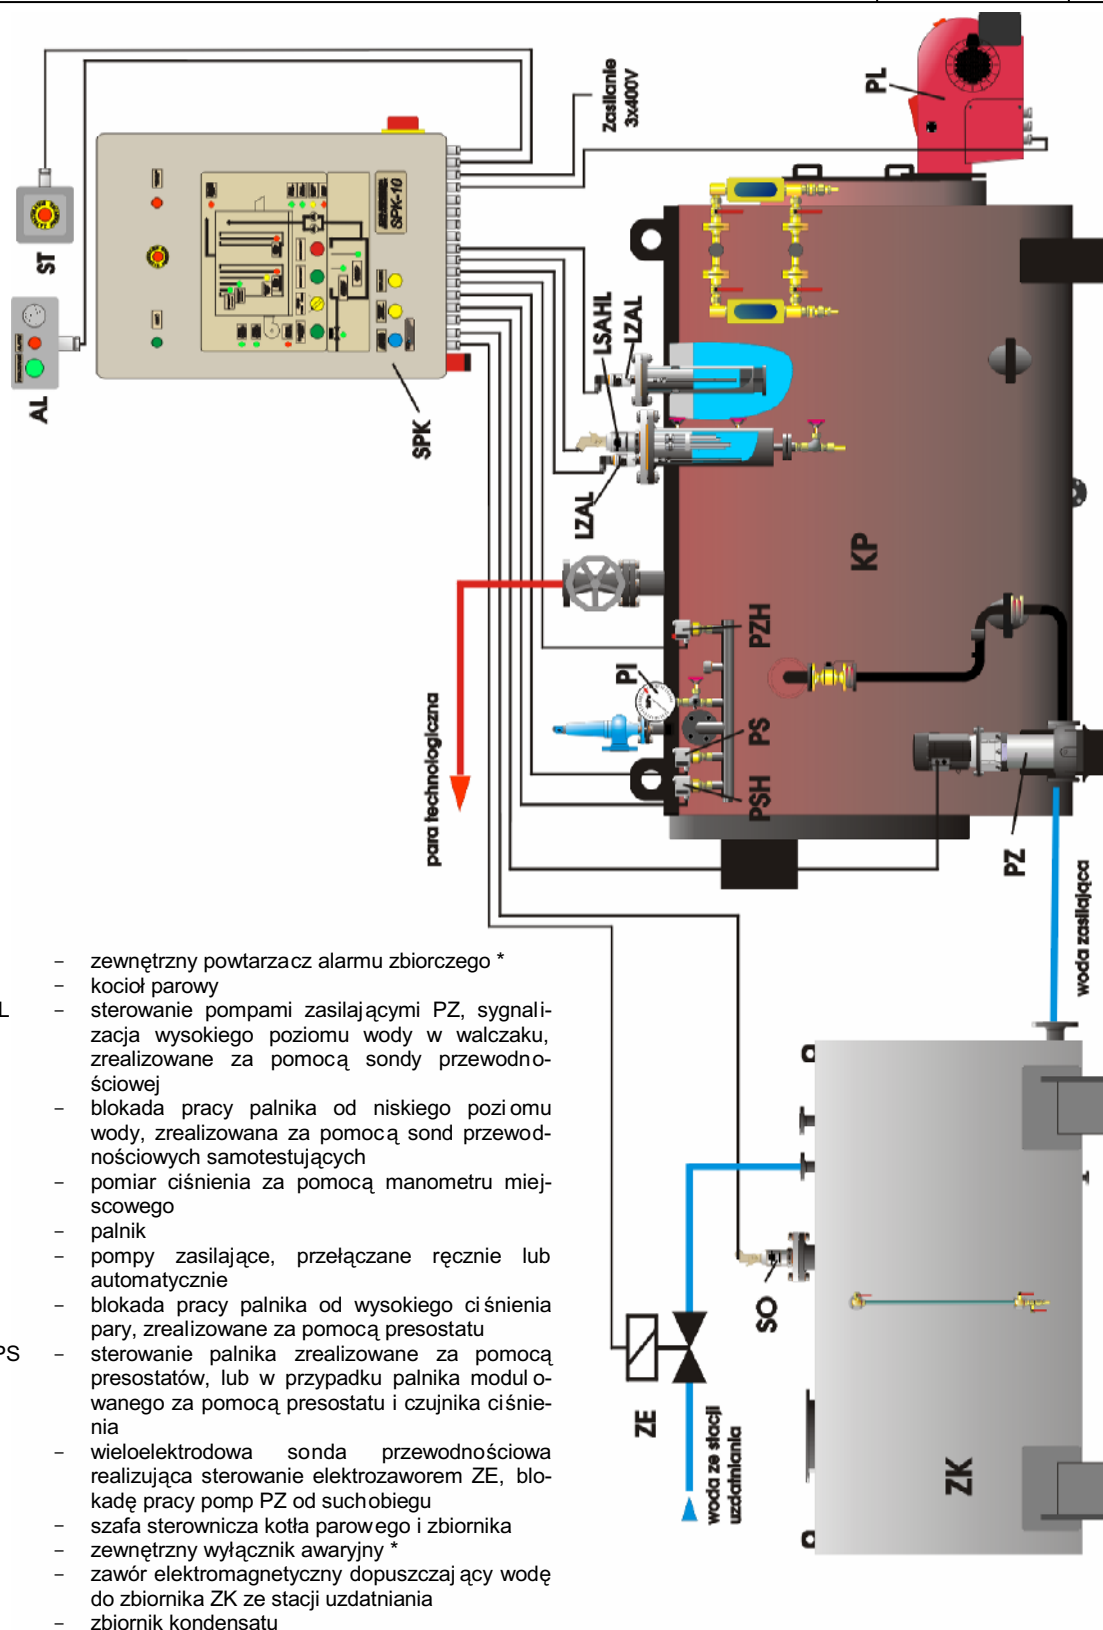 Zasilanie
3x400V
PL
ST
AL
SPK-10
SPK
LSAHL
LZAL
LZAL
KP
PZH
PI
PS
PSH
para technologiczna
PZ
woda zasilająca
SO
ZE
woda ze stacji
uzdatniania
ZK
– zewnętrzny powtarzacz alarmu zbiorczego *
– kocioł parowy
L – sterowanie pompami zasilającymi PZ, sygnali-
zacja wysokiego poziomu wody w walczaku,
zrealizowane za pomocą sondy przewodno-
ściowej
– blokada pracy palnika od niskiego poziomu
wody, zrealizowana za pomocą sond przewod-
nościowych samotestujących
– pomiar ciśnienia za pomocą manometru miej-
scowego
– palnik
– pompy zasilające, przełączane ręcznie lub
automatycznie
– blokada pracy palnika od wysokiego ciśnienia
pary, zrealizowane za pomocą presostatu
PS – sterowanie palnika zrealizowane za pomocą
presostatów, lub w przypadku palnika modulo-
wanego za pomocą presostatu i czujnika ciśnie-
nia
– wieloelektrodowa sonda przewodnościowa
realizująca sterowanie elektrozaworem ZE, blo-
kadę pracy pomp PZ od suchobiegu
– szafa sterownicza kotła parowego i zbiornika
– zewnętrzny wyłącznik awaryjny *
– zawór elektromagnetyczny dopuszczający wodę
do zbiornika ZK ze stacji uzdatniania
– zbiornik kondensatu